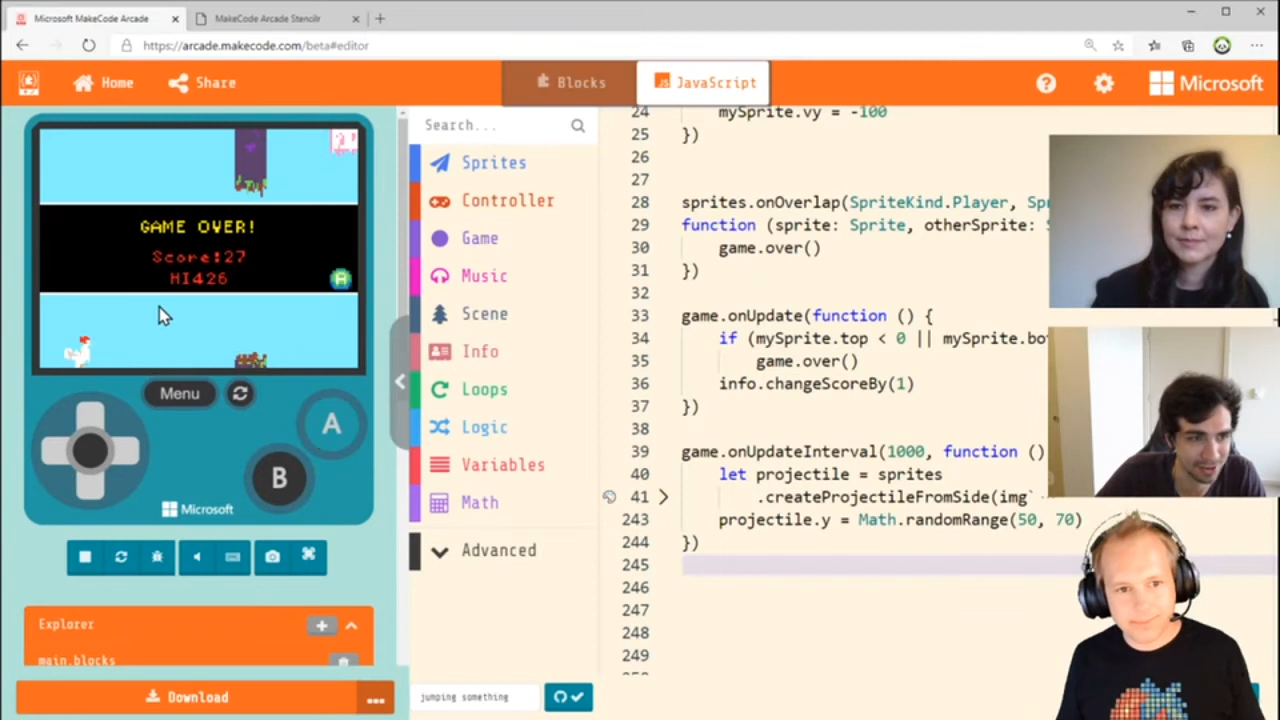 Microsoft MakeCode Arcade
MakeCode Arcade Stencilr
https://arcade.makecode.com/beta#editor
Home
Share
Blocks
JS JavaScript
Microsoft
GAME OVER!
Score:27
HI426
A
Menu
A
B
Microsoft
Explorer
main.blocks
Download
Search...
Sprites
Controller
Game
Music
Scene
Info
Loops
Logic
Variables
Math
Advanced
jumping something
24 mySprite.vy = -100
25 })
26
27
28 sprites.onOverlap(SpriteKind.Player, Sp
29 function (sprite: Sprite, otherSprite: S
30 game.over()
31 })
32
33 game.onUpdate(function () {
34 if (mySprite.top < 0 || mySprite.bo
35 game.over()
36 info.changeScoreBy(1)
37 })
38
39 game.onUpdateInterval(1000, function ()
40 let projectile = sprites
41 .createProjectileFromSide(img`
243 projectile.y = Math.randomRange(50, 70)
244 })
245
246
247
248
249